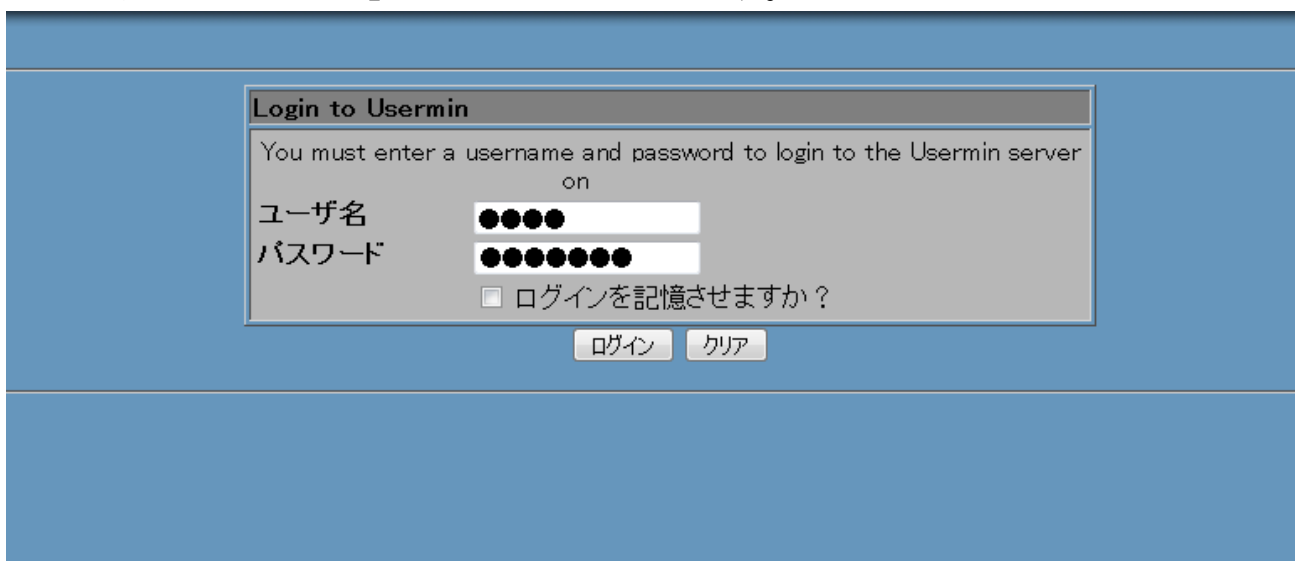 Login to Usermin
You must enter a username and password to login to the Usermin server
on
ユーザ名 ●●●●
パスワード ●●●●●●●
ログインを記憶させますか？
ログイン クリア